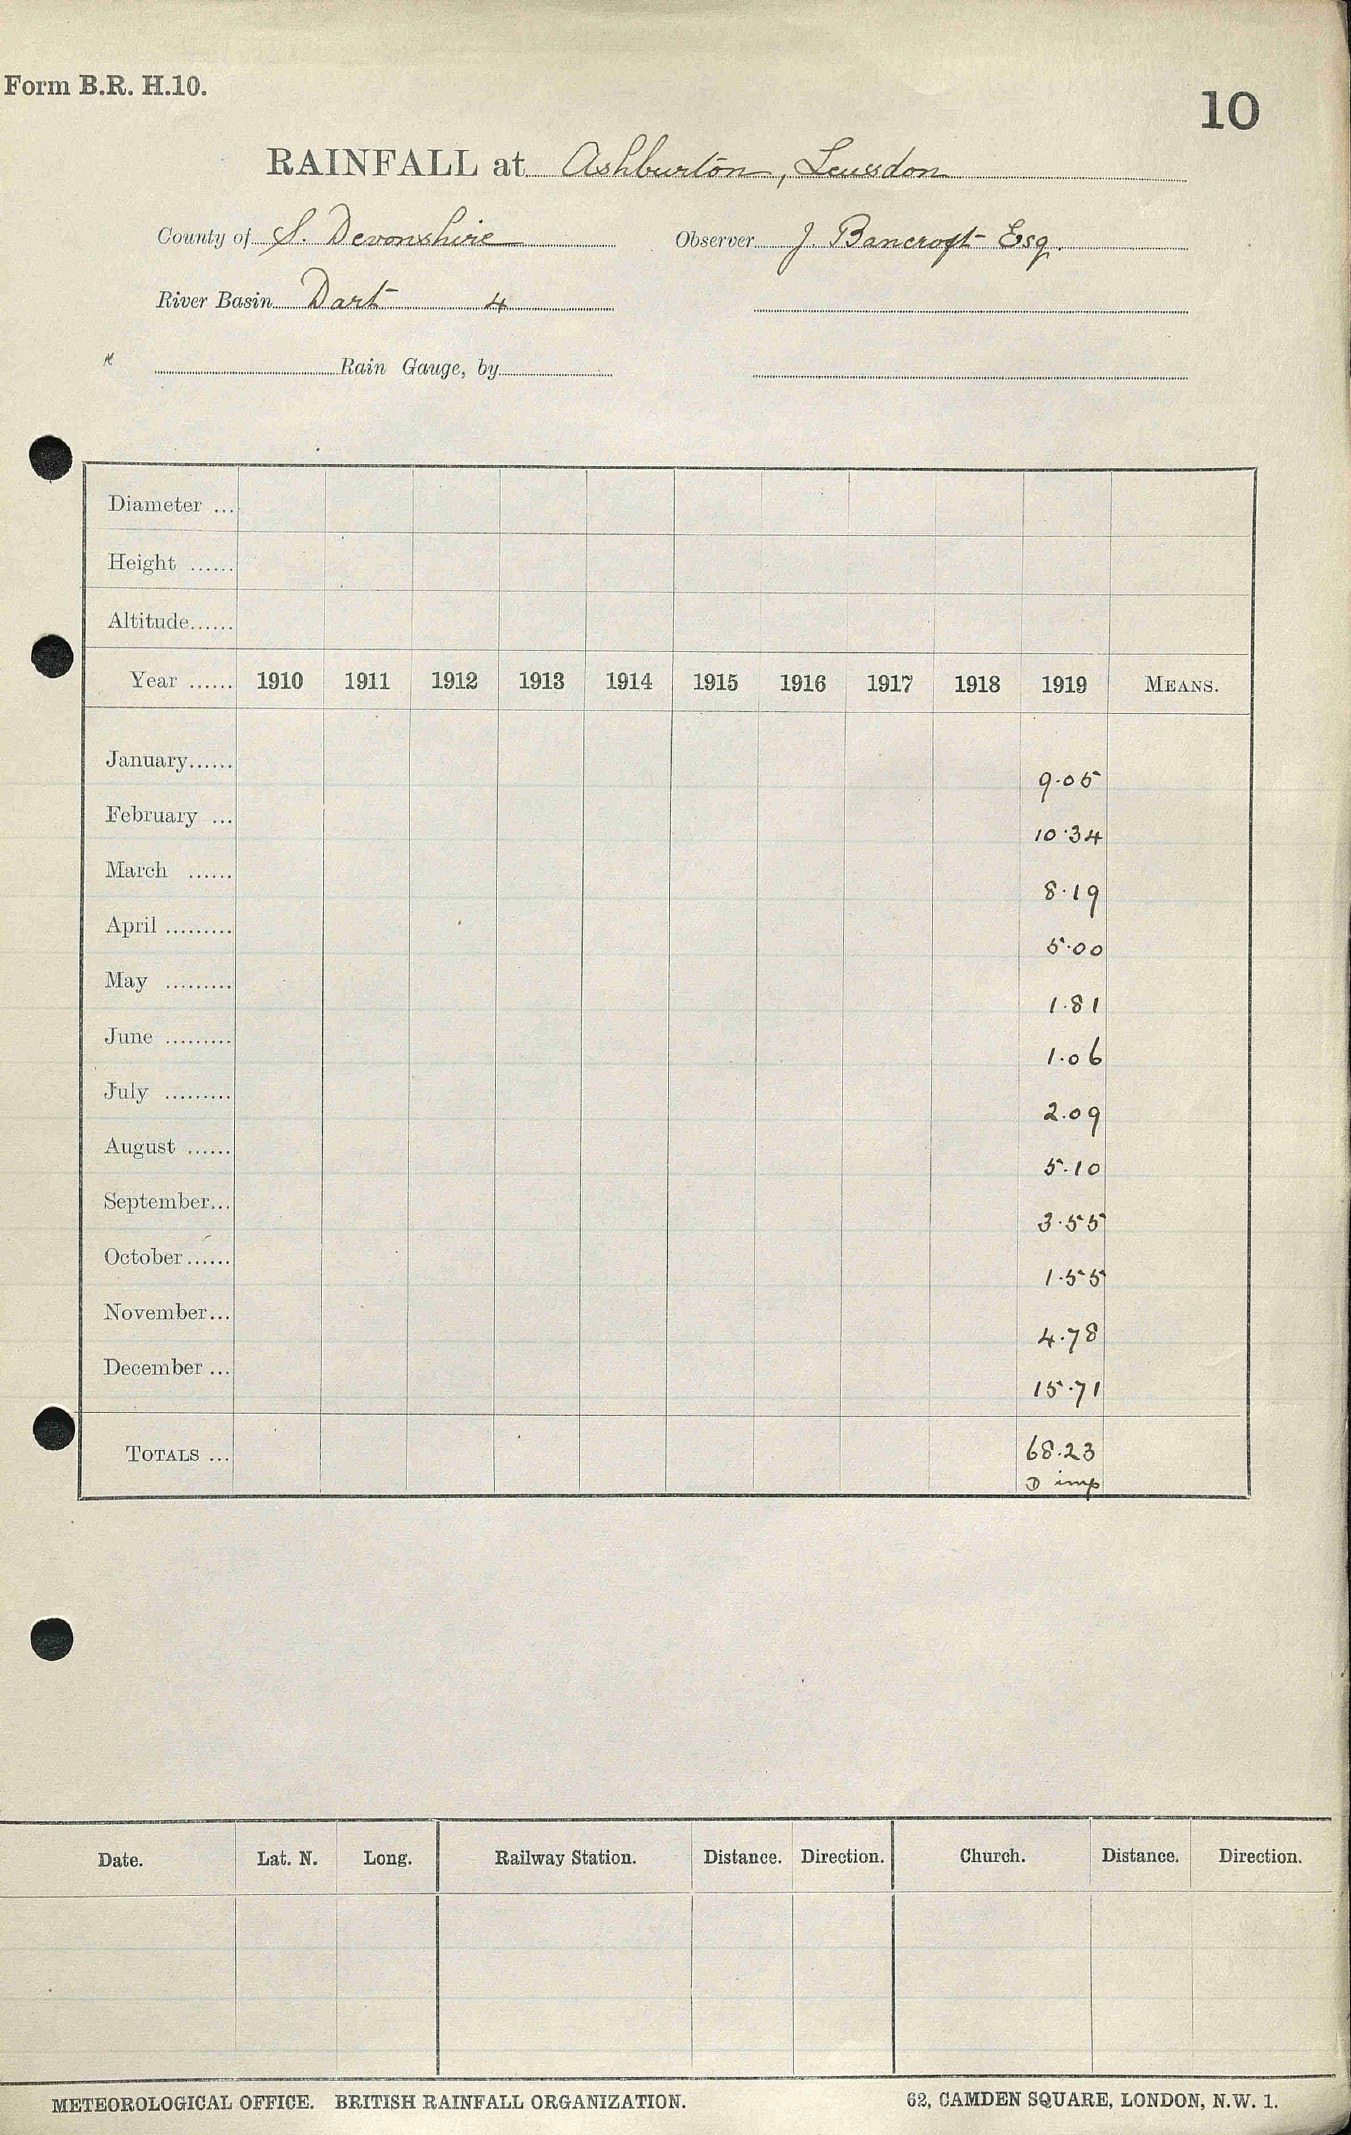 Form B.R. H.10.
10
RAINFALL at Ashburton, Leusdon
County of S. Devonshire Observer J. Bancroft Esq.
River Basin Dart 4
Rain Gauge, by
Diameter ...
Height ......
Altitude......
Year ...... 1910 1911 1912 1913 1914 1915 1916 1917 1918 1919 MEANS.
January...... 9.05
February ... 10.34
March ...... 8.19
April ......... 5.00
May ......... 1.81
June ......... 1.06
July ......... 2.09
August ...... 5.10
September... 3.55
October...... 1.55
November... 4.78
December ... 15.71
TOTALS ... 68.23
D imp
Date. Lat. N. Long. Railway Station. Distance. Direction. Church. Distance. Direction.
METEOROLOGICAL OFFICE. BRITISH RAINFALL ORGANIZATION. 62, CAMDEN SQUARE, LONDON, N.W. 1.